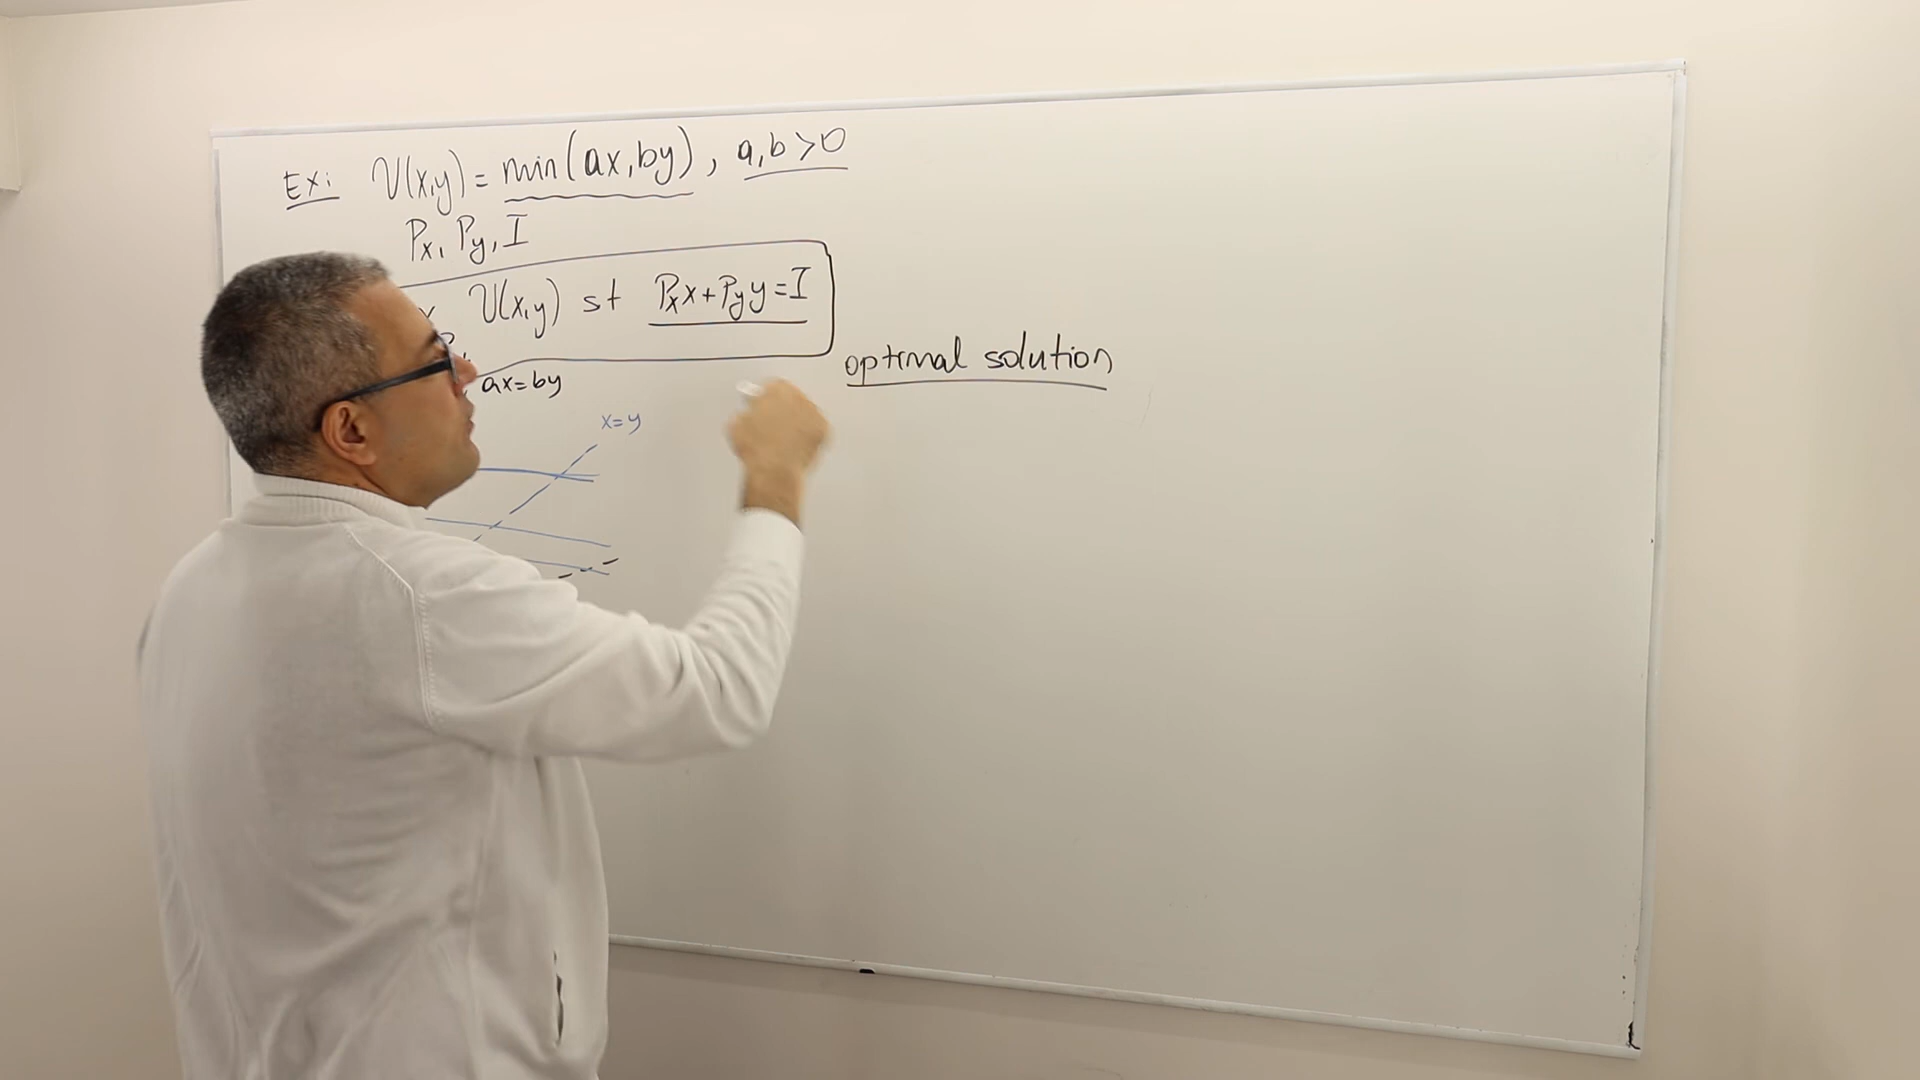 Ex: U(x,y) = min(ax,by), a,b>0
Px, Py, I
U(x,y) st Pxx+Pyy=I
optimal solution
ax=by
x=y